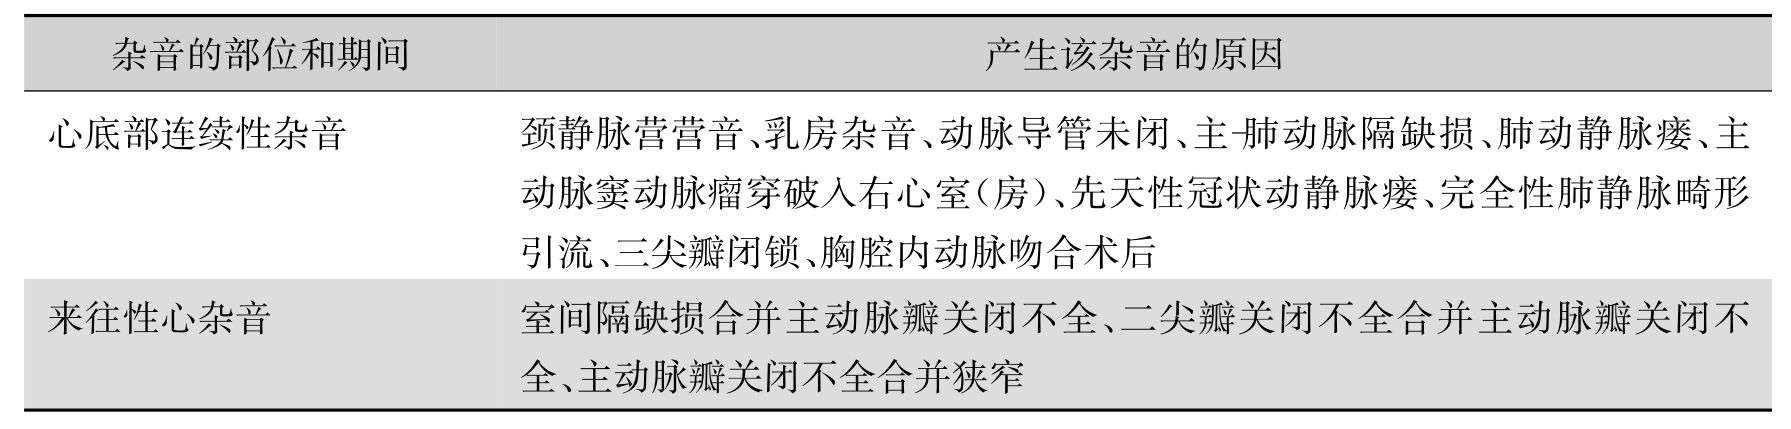 杂音的部位和期间 产生该杂音的原因
心底部连续性杂音 颈静脉营营音、乳房杂音、动脉导管未闭、主-肺动脉隔缺损、肺动静脉瘘、主
动脉窦动脉瘤穿破入右心室(房)、先天性冠状动静脉瘘、完全性肺静脉畸形
引流、三尖瓣闭锁、胸腔内动脉吻合术后
来往性心杂音 室间隔缺损合并主动脉瓣关闭不全、二尖瓣关闭不全合并主动脉瓣关闭不
全、主动脉瓣关闭不全合并狭窄